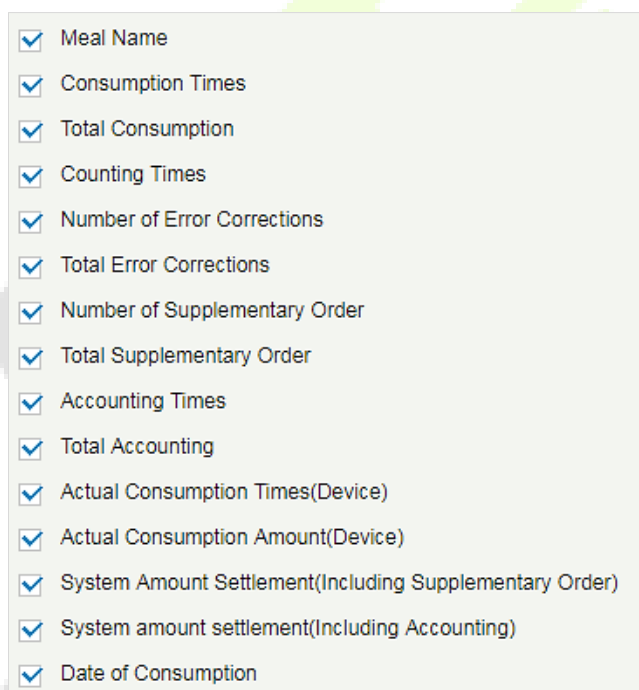 Meal Name
Consumption Times
Total Consumption
Counting Times
Number of Error Corrections
Total Error Corrections
Number of Supplementary Order
Total Supplementary Order
Accounting Times
Total Accounting
Actual Consumption Times(Device)
Actual Consumption Amount(Device)
System Amount Settlement(Including Supplementary Order)
System amount settlement(Including Accounting)
Date of Consumption